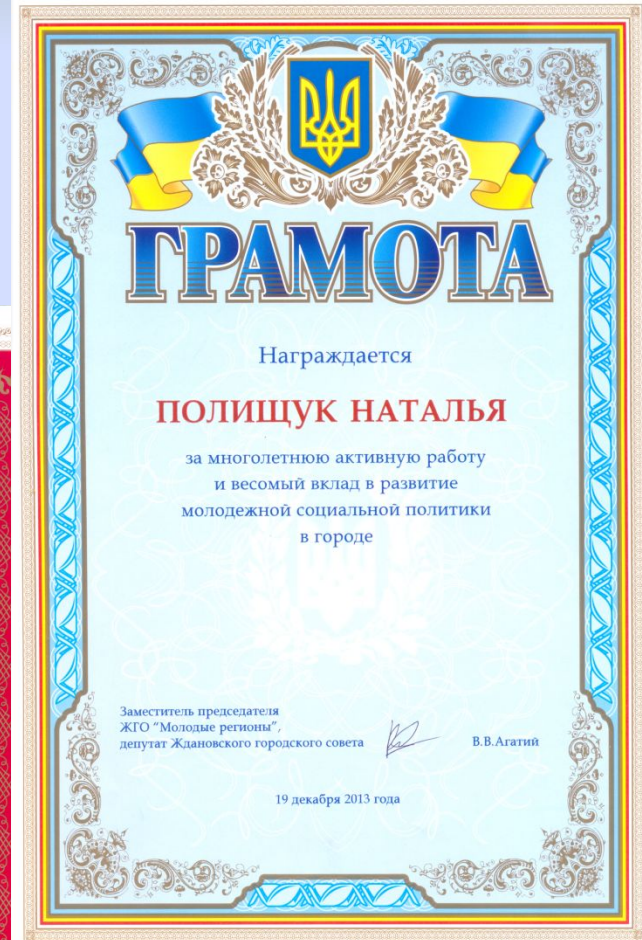 ГРАМОТА
Награждается
ПОЛИЩУК НАТАЛЬЯ
за многолетнюю активную работу
и весомый вклад в развитие
молодежной социальной политики
в городе
Заместитель председателя
ЖГО "Молодые регионы",
депутат Ждановского городского совета
В.В.Агатий
19 декабря 2013 года